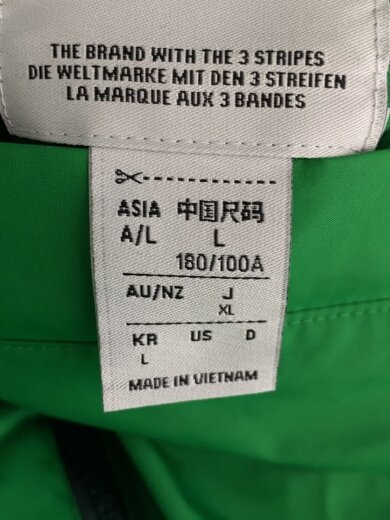 THE BRAND WITH THE 3 STRIPES
DIE WELTMARKE MIT DEN 3 STREIFEN
LA MARQUE AUX 3 BANDES
ASIA 中国尺码
A/L L
180/100A
AU/NZ J
XL
KR US D
L
MADE IN VIETNAM